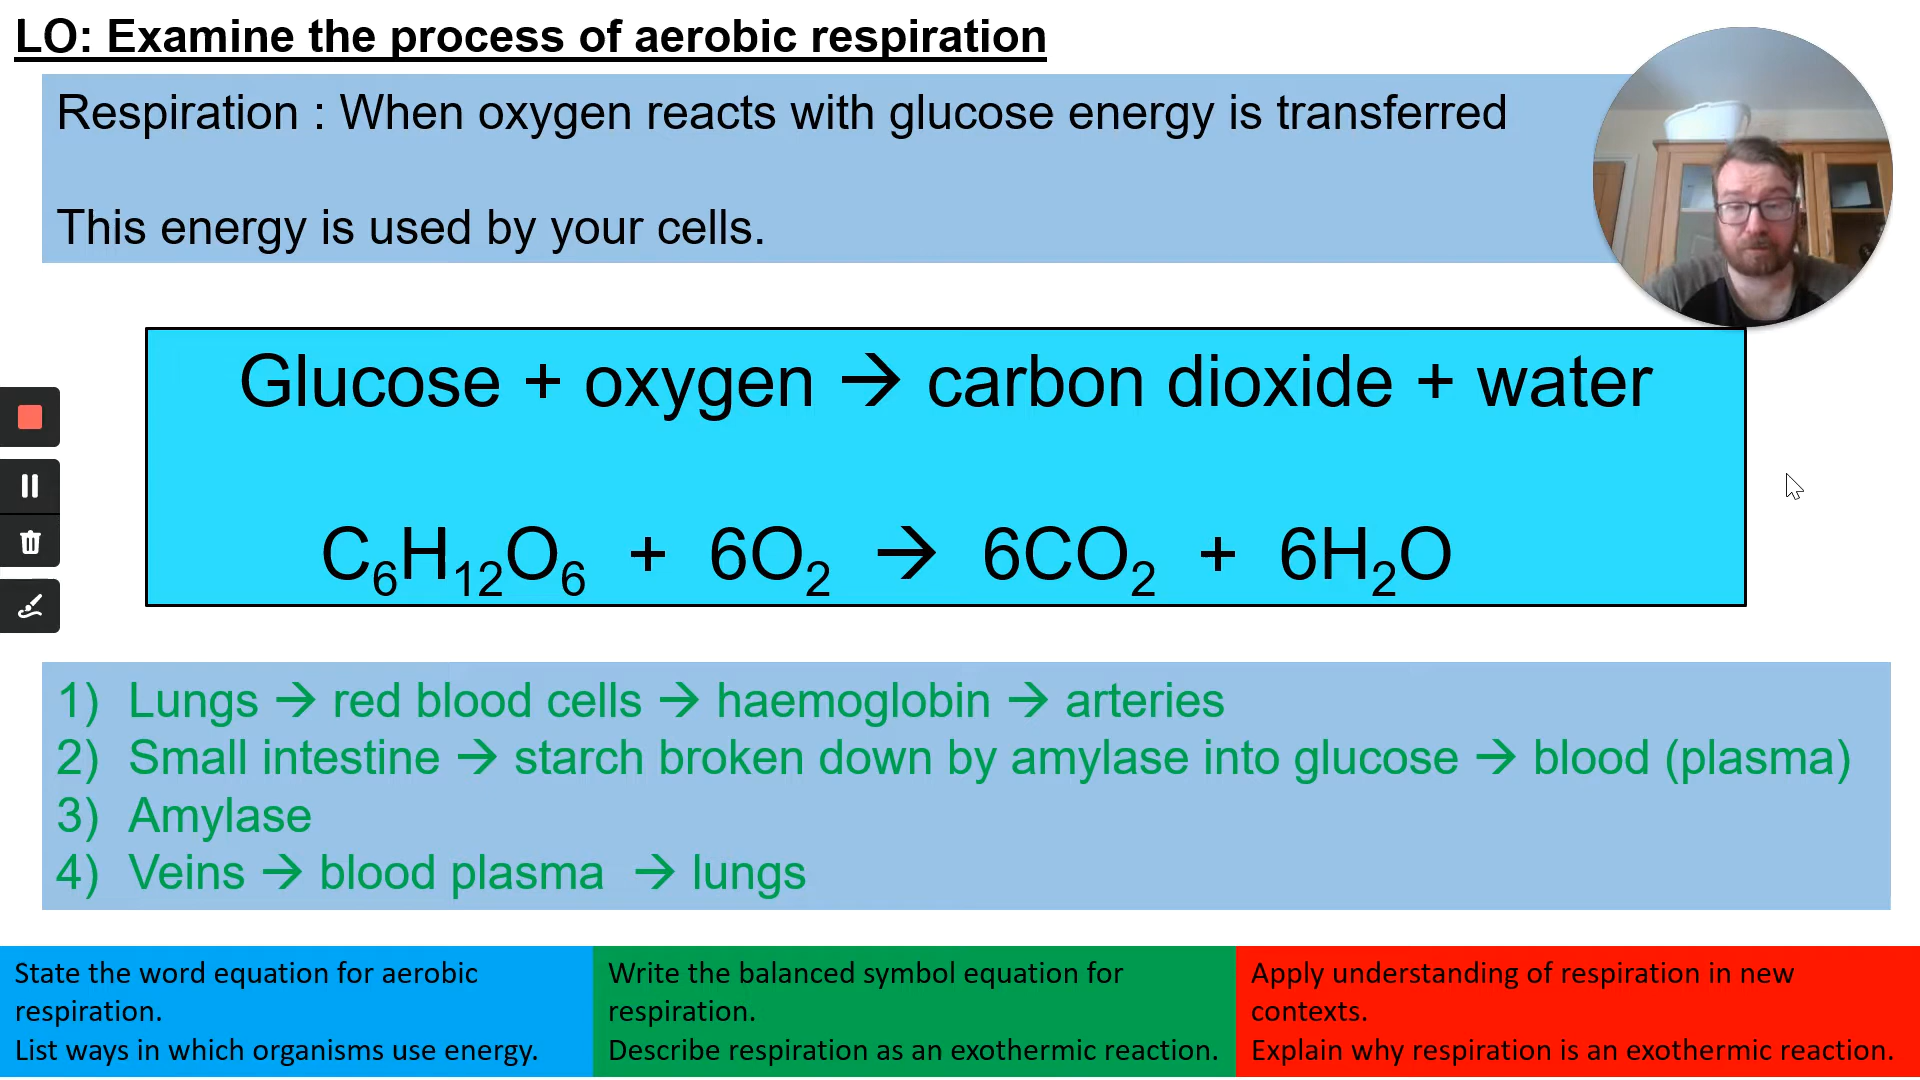 LO: Examine the process of aerobic respiration
Respiration : When oxygen reacts with glucose energy is transferred
This energy is used by your cells.
Glucose + oxygen → carbon dioxide + water
C₆H₁₂O₆ + 6O₂ → 6CO₂ + 6H₂O
1) Lungs → red blood cells → haemoglobin → arteries
2) Small intestine → starch broken down by amylase into glucose → blood (plasma)
3) Amylase
4) Veins → blood plasma → lungs
State the word equation for aerobic
respiration.
List ways in which organisms use energy.
Write the balanced symbol equation for
respiration.
Describe respiration as an exothermic reaction.
Apply understanding of respiration in new
contexts.
Explain why respiration is an exothermic reaction.